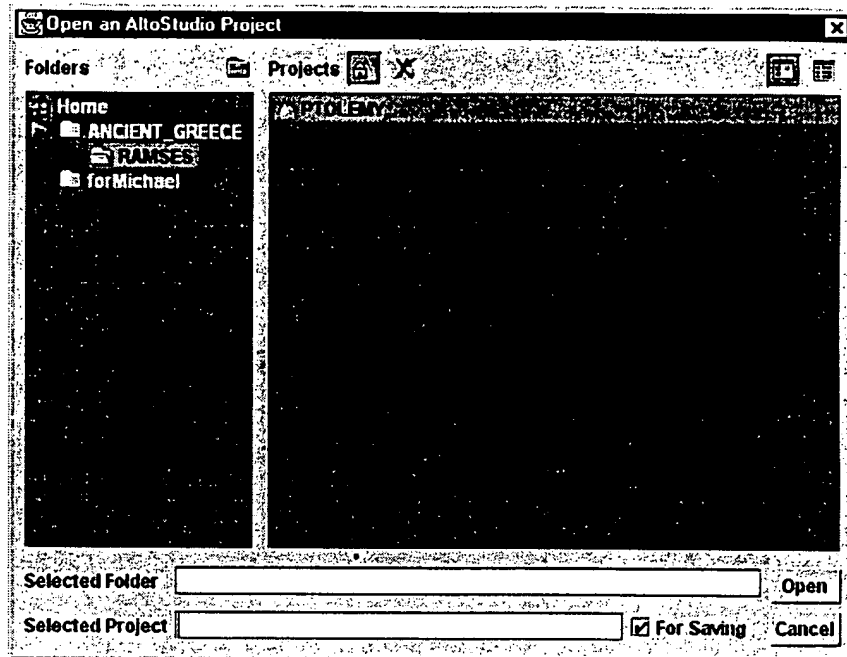 Open an AltoStudio Project
Folders Projects
Home
ANCIENT_GREECE
RAMSES
forMichael
PTOLEMY
Selected Folder Open
Selected Project For Saving Cancel